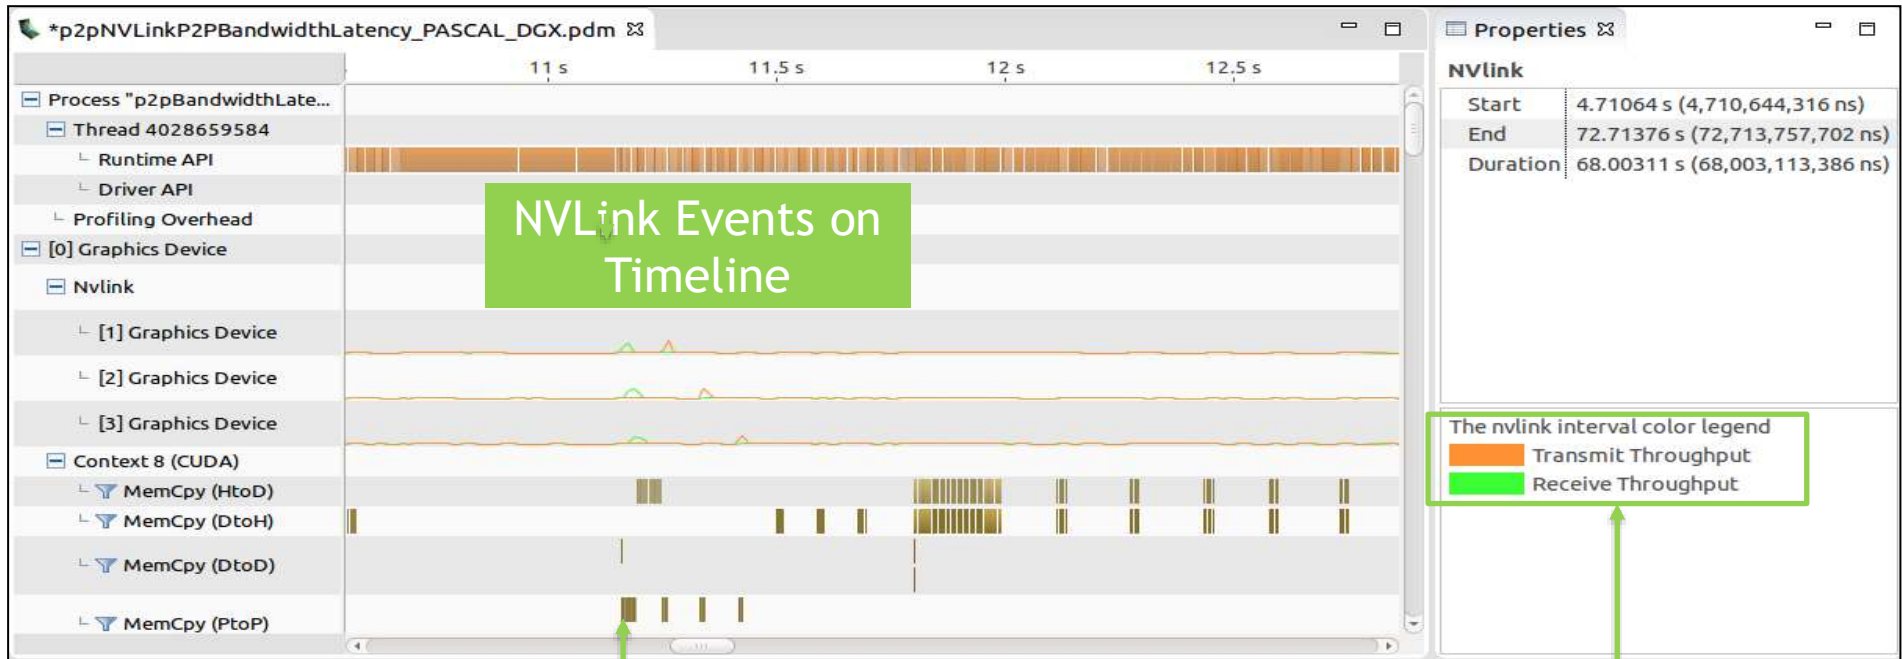 *p2pNVLinkP2PBandwidthLatency_PASCAL_DGX.pdm
11 s 11.5 s 12 s 12.5 s
Process "p2pBandwidthLate...
Thread 4028659584
Runtime API
Driver API
Profiling Overhead
[0] Graphics Device
Nvlink
[1] Graphics Device
[2] Graphics Device
[3] Graphics Device
Context 8 (CUDA)
MemCpy (HtoD)
MemCpy (DtoH)
MemCpy (DtoD)
MemCpy (PtoP)
NVLink Events on
Timeline
Properties
NVlink
Start 4.71064 s (4,710,644,316 ns)
End 72.71376 s (72,713,757,702 ns)
Duration 68.00311 s (68,003,113,386 ns)
The nvlink interval color legend
Transmit Throughput
Receive Throughput